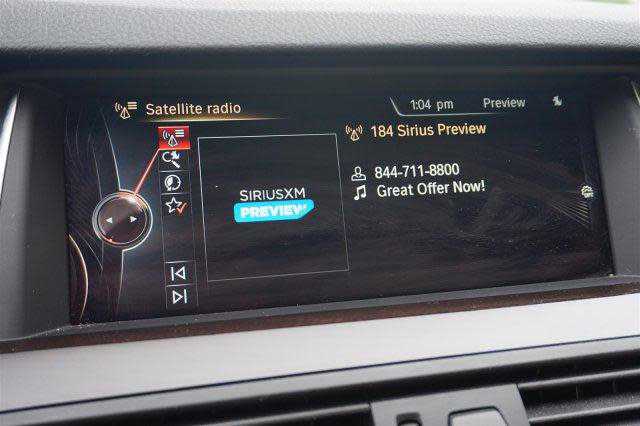 Satellite radio
1:04 pm
Preview
184 Sirius Preview
844-711-8800
Great Offer Now!
SIRIUSXM
PREVIEW